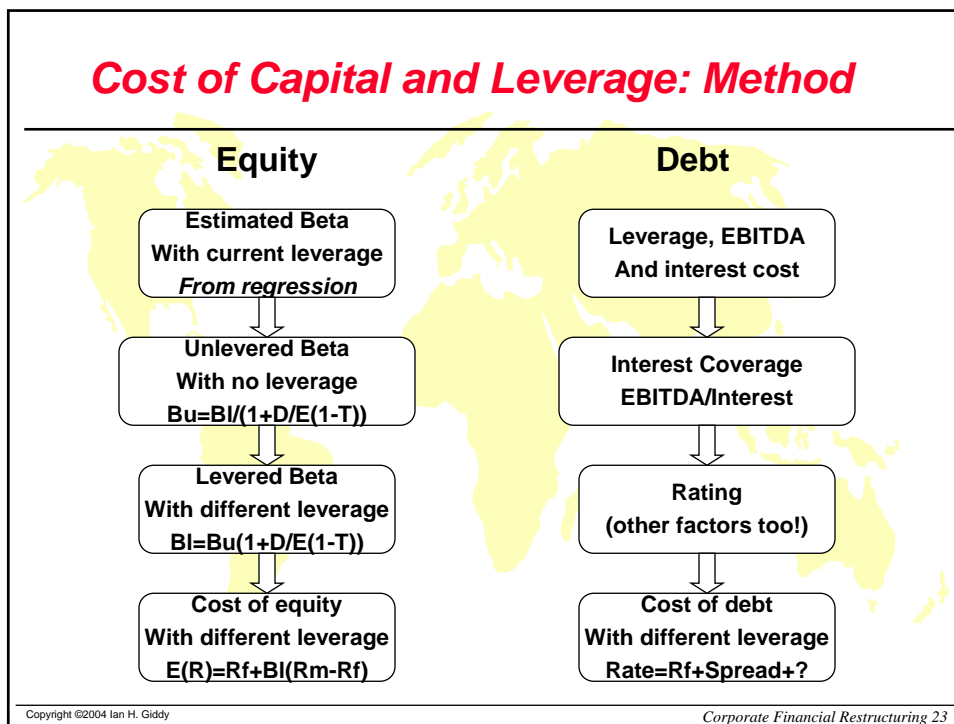 Cost of Capital and Leverage: Method
Equity
Estimated Beta
With current leverage
From regression
Unlevered Beta
With no leverage
Bu=Bl/(1+D/E(1-T))
Levered Beta
With different leverage
Bl=Bu(1+D/E(1-T))
Cost of equity
With different leverage
E(R)=Rf+Bl(Rm-Rf)
Debt
Leverage, EBITDA
And interest cost
Interest Coverage
EBITDA/Interest
Rating
(other factors too!)
Cost of debt
With different leverage
Rate=Rf+Spread+?
Copyright ©2004 Ian H. Giddy
Corporate Financial Restructuring 23